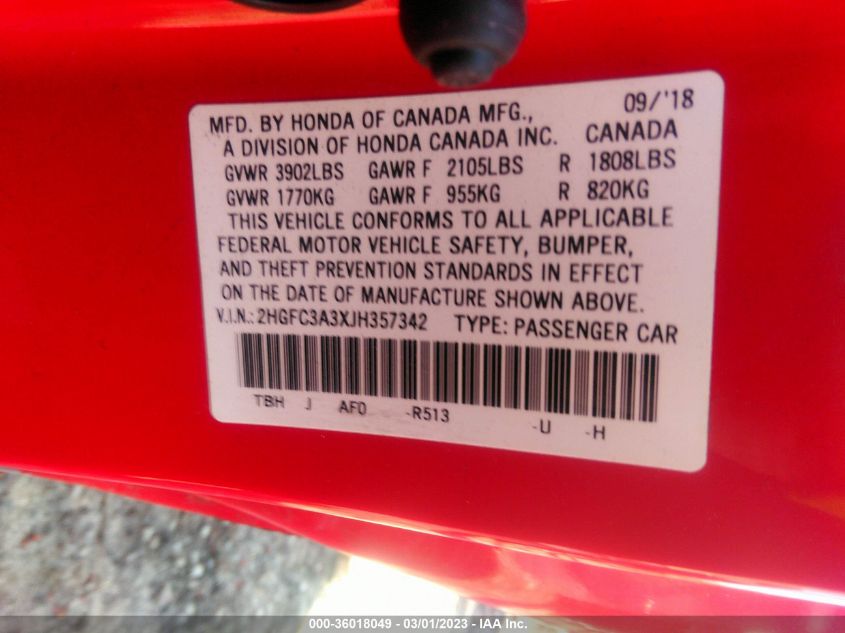 09/'18
MFD. BY HONDA OF CANADA MFG.,
A DIVISION OF HONDA CANADA INC. CANADA
GVWR 3902LBS GAWR F 2105LBS R 1808LBS
GVWR 1770KG GAWR F 955KG R 820KG
THIS VEHICLE CONFORMS TO ALL APPLICABLE
FEDERAL MOTOR VEHICLE SAFETY, BUMPER,
AND THEFT PREVENTION STANDARDS IN EFFECT
ON THE DATE OF MANUFACTURE SHOWN ABOVE.
V.I.N.: 2HGFC3A3XJH357342 TYPE: PASSENGER CAR
TBH J AF0 -R513 -U -H
000-36018049 - 03/01/2023 - IAA Inc.